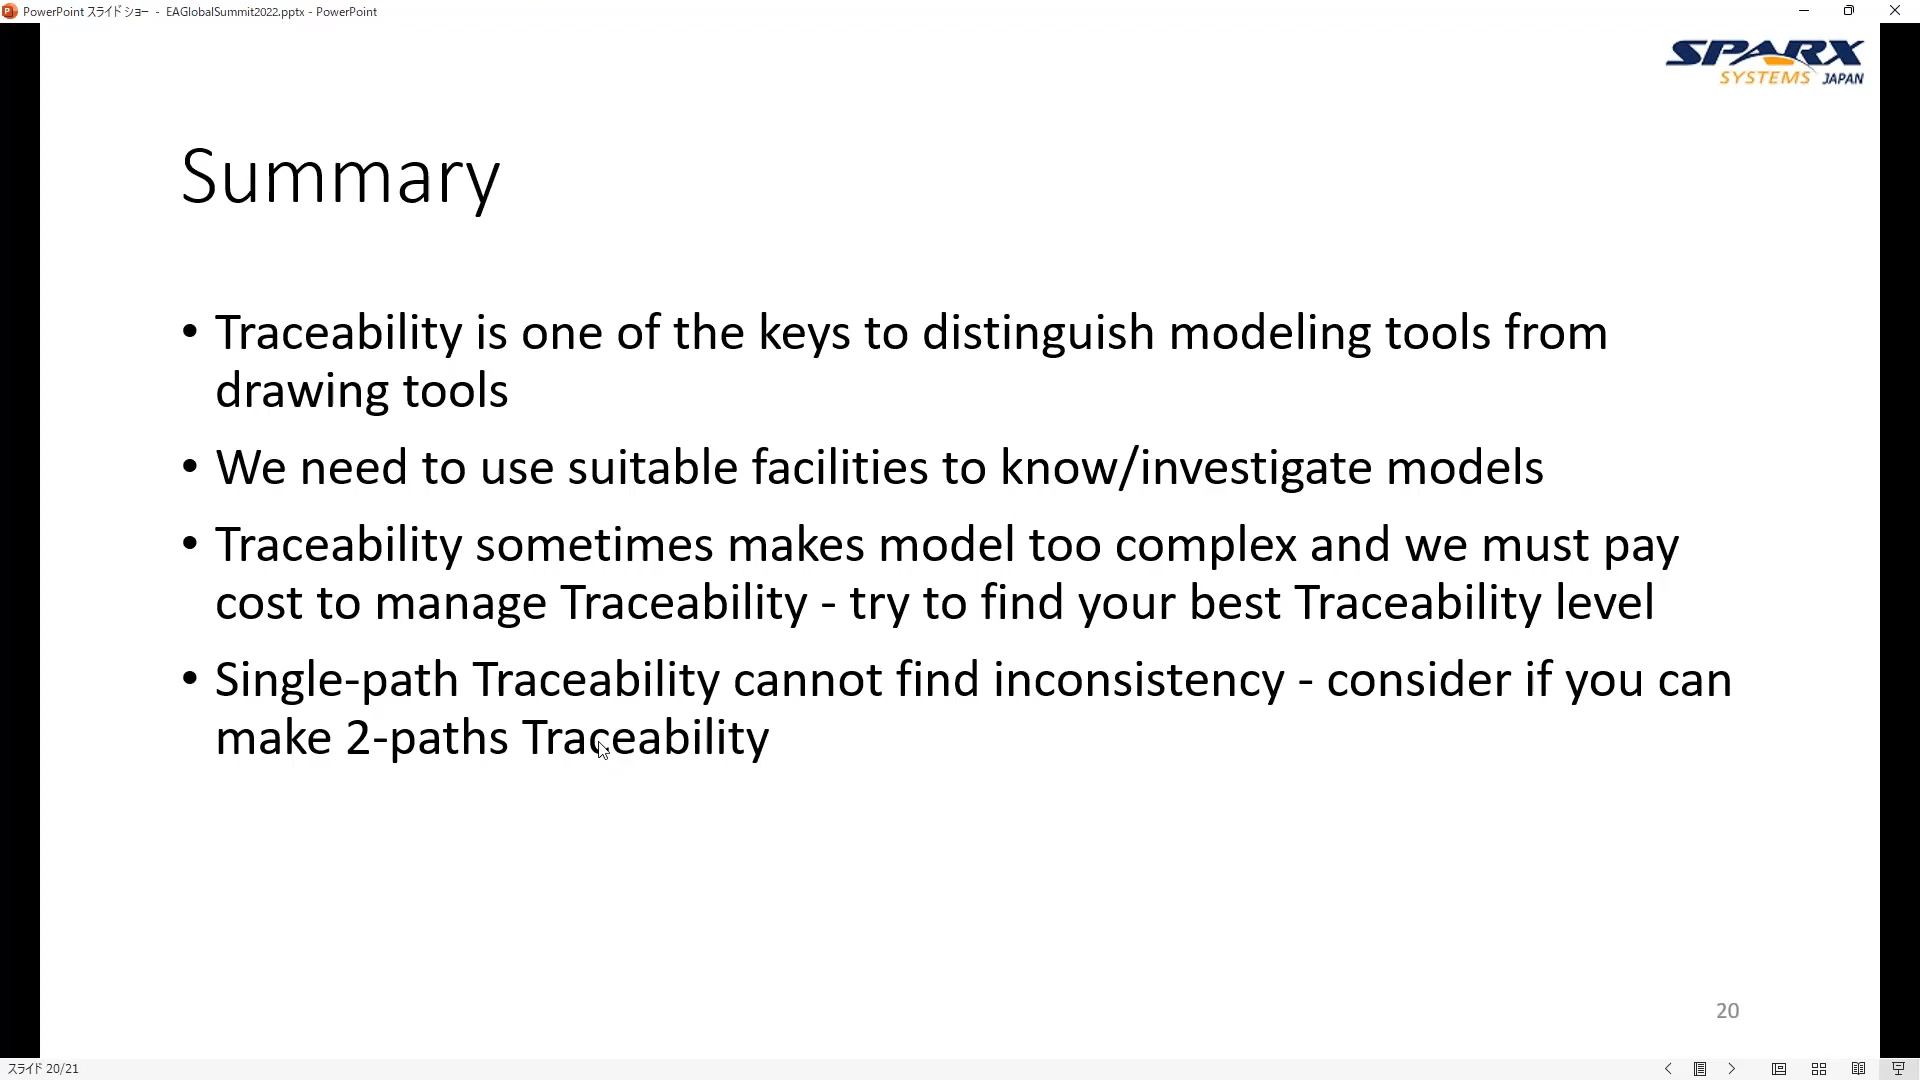 PowerPoint スライド ショー - EAGlobalSummit2022.pptx - PowerPoint
SPARX
SYSTEMS JAPAN
Summary
• Traceability is one of the keys to distinguish modeling tools from
drawing tools
• We need to use suitable facilities to know/investigate models
• Traceability sometimes makes model too complex and we must pay
cost to manage Traceability - try to find your best Traceability level
• Single-path Traceability cannot find inconsistency - consider if you can
make 2-paths Traceability
20
スライド 20/21